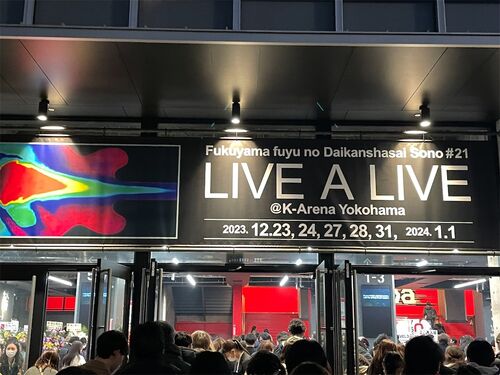 Fukuyama fuyu no Daikanshasai Sono #21
LIVE A LIVE
@K-Arena Yokohama
2023. 12.23, 24, 27, 28, 31, 2024. 1.1